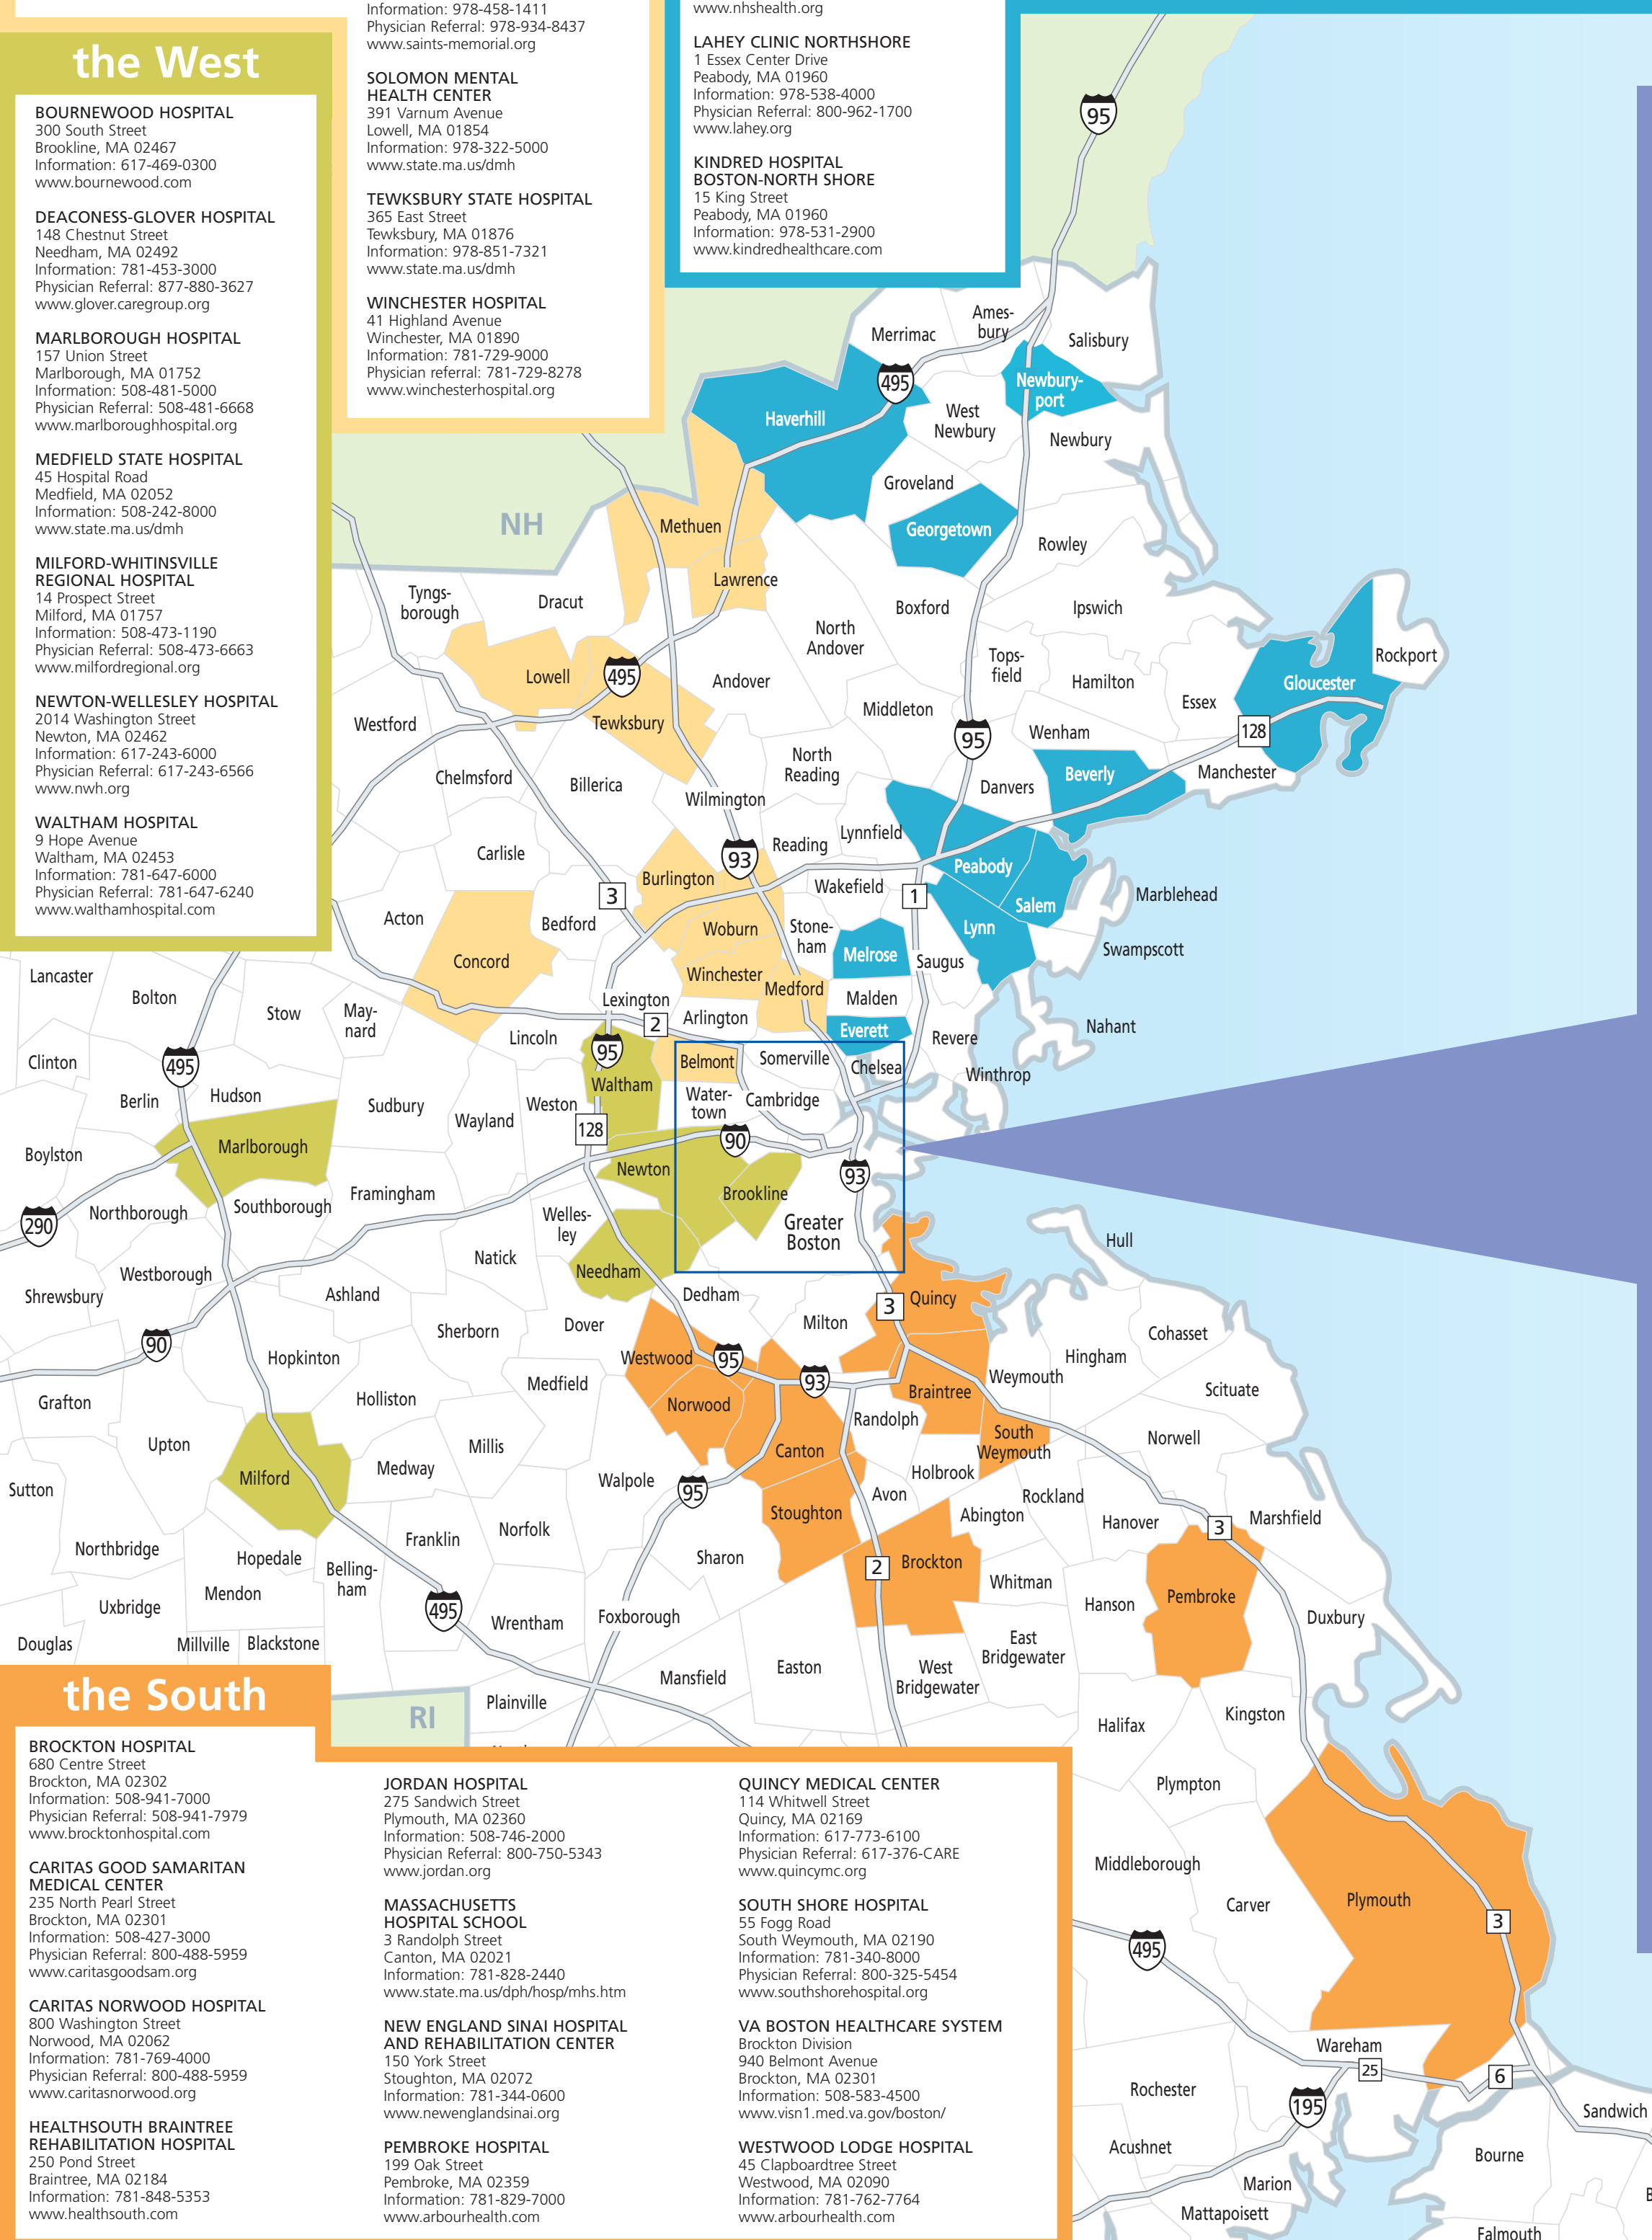 the West
BOURNEWOOD HOSPITAL
300 South Street
Brookline, MA 02467
Information: 617-469-0300
www.bournewood.com
DEACONESS-GLOVER HOSPITAL
148 Chestnut Street
Needham, MA 02492
Information: 781-453-3000
Physician Referral: 877-880-3627
www.glover.caregroup.org
MARLBOROUGH HOSPITAL
157 Union Street
Marlborough, MA 01752
Information: 508-481-5000
Physician Referral: 508-481-6668
www.marlboroughhospital.org
MEDFIELD STATE HOSPITAL
45 Hospital Road
Medfield, MA 02052
Information: 508-242-8000
www.state.ma.us/dmh
MILFORD-WHITINSVILLE
REGIONAL HOSPITAL
14 Prospect Street
Milford, MA 01757
Information: 508-473-1190
Physician Referral: 508-473-6663
www.milfordregional.org
NEWTON-WELLESLEY HOSPITAL
2014 Washington Street
Newton, MA 02462
Information: 617-243-6000
Physician Referral: 617-243-6566
www.nwh.org
WALTHAM HOSPITAL
9 Hope Avenue
Waltham, MA 02453
Information: 781-647-6000
Physician Referral: 781-647-6240
www.walthamhospital.com
Information: 978-458-1411
Physician Referral: 978-934-8437
www.saints-memorial.org
SOLOMON MENTAL
HEALTH CENTER
391 Varnum Avenue
Lowell, MA 01854
Information: 978-322-5000
www.state.ma.us/dmh
TEWKSBURY STATE HOSPITAL
365 East Street
Tewksbury, MA 01876
Information: 978-851-7321
www.state.ma.us/dmh
WINCHESTER HOSPITAL
41 Highland Avenue
Winchester, MA 01890
Information: 781-729-9000
Physician referral: 781-729-8278
www.winchesterhospital.org
www.nhshealth.org
LAHEY CLINIC NORTHSHORE
1 Essex Center Drive
Peabody, MA 01960
Information: 978-538-4000
Physician Referral: 800-962-1700
www.lahey.org
KINDRED HOSPITAL
BOSTON-NORTH SHORE
15 King Street
Peabody, MA 01960
Information: 978-531-2900
www.kindredhealthcare.com
95
Ames-
bury
Merrimac
Salisbury
495
Newbury-
port
Haverhill
West
Newbury
Newbury
Groveland
NH
Methuen
Georgetown
Rowley
Lawrence
Tyngs-
borough
Dracut
Boxford
Ipswich
North
Andover
Rockport
Tops-
field
Lowell
495
Andover
Hamilton
Gloucester
Essex
Middleton
Westford
Tewksbury
128
95
Wenham
North
Reading
Manchester
Chelmsford
Billerica
Danvers
Beverly
Wilmington
Lynnfield
Reading
Carlisle
93
Peabody
Burlington
Wakefield
3
1
Marblehead
Salem
Acton
Bedford
Woburn
Stone-
ham
Lynn
Melrose
Swampscott
Concord
Saugus
Lancaster
Winchester
Medford
Bolton
Lexington
Malden
Stow
May-
nard
2
Arlington
Everett
Nahant
Lincoln
Revere
95
Clinton
495
Belmont
Somerville
Chelsea
Winthrop
Waltham
Hudson
Berlin
Sudbury
Weston
Water-
town
Cambridge
Wayland
128
90
Marlborough
Boylston
Newton
93
Framingham
Brookline
Southborough
Northborough
290
Welles-
ley
Greater
Boston
Hull
Natick
Needham
Westborough
Shrewsbury
Ashland
Dedham
3
Quincy
Milton
Dover
Sherborn
Cohasset
90
Hopkinton
Westwood
95
Hingham
93
Weymouth
Medfield
Braintree
Scituate
Holliston
Grafton
Norwood
Randolph
South
Weymouth
Norwell
Upton
Millis
Canton
Medway
Holbrook
Milford
Walpole
95
Sutton
Avon
Rockland
Stoughton
Abington
Marshfield
Hanover
3
Norfolk
Franklin
Northbridge
Hopedale
Sharon
Brockton
2
Belling-
ham
Whitman
Mendon
Pembroke
Hanson
495
Uxbridge
Foxborough
Duxbury
Wrentham
Douglas
Millville
Blackstone
East
Bridgewater
Easton
West
Bridgewater
Mansfield
Plainville
RI
Halifax
Kingston
Plympton
Middleborough
Plymouth
Carver
3
495
Wareham
25
6
Rochester
195
Sandwich
Acushnet
Bourne
Marion
Mattapoisett
Falmouth
the South
BROCKTON HOSPITAL
680 Centre Street
Brockton, MA 02302
Information: 508-941-7000
Physician Referral: 508-941-7979
www.brocktonhospital.com
CARITAS GOOD SAMARITAN
MEDICAL CENTER
235 North Pearl Street
Brockton, MA 02301
Information: 508-427-3000
Physician Referral: 800-488-5959
www.caritasgoodsam.org
CARITAS NORWOOD HOSPITAL
800 Washington Street
Norwood, MA 02062
Information: 781-769-4000
Physician Referral: 800-488-5959
www.caritasnorwood.org
HEALTHSOUTH BRAINTREE
REHABILITATION HOSPITAL
250 Pond Street
Braintree, MA 02184
Information: 781-848-5353
www.healthsouth.com
JORDAN HOSPITAL
275 Sandwich Street
Plymouth, MA 02360
Information: 508-746-2000
Physician Referral: 800-750-5343
www.jordan.org
MASSACHUSETTS
HOSPITAL SCHOOL
3 Randolph Street
Canton, MA 02021
Information: 781-828-2440
www.state.ma.us/dph/hosp/mhs.htm
NEW ENGLAND SINAI HOSPITAL
AND REHABILITATION CENTER
150 York Street
Stoughton, MA 02072
Information: 781-344-0600
www.newenglandsinai.org
PEMBROKE HOSPITAL
199 Oak Street
Pembroke, MA 02359
Information: 781-829-7000
www.arbourhealth.com
QUINCY MEDICAL CENTER
114 Whitwell Street
Quincy, MA 02169
Information: 617-773-6100
Physician Referral: 617-376-CARE
www.quincymc.org
SOUTH SHORE HOSPITAL
55 Fogg Road
South Weymouth, MA 02190
Information: 781-340-8000
Physician Referral: 800-325-5454
www.southshorehospital.org
VA BOSTON HEALTHCARE SYSTEM
Brockton Division
940 Belmont Avenue
Brockton, MA 02301
Information: 508-583-4500
www.visn1.med.va.gov/boston/
WESTWOOD LODGE HOSPITAL
45 Clapboardtree Street
Westwood, MA 02090
Information: 781-762-7764
www.arbourhealth.com